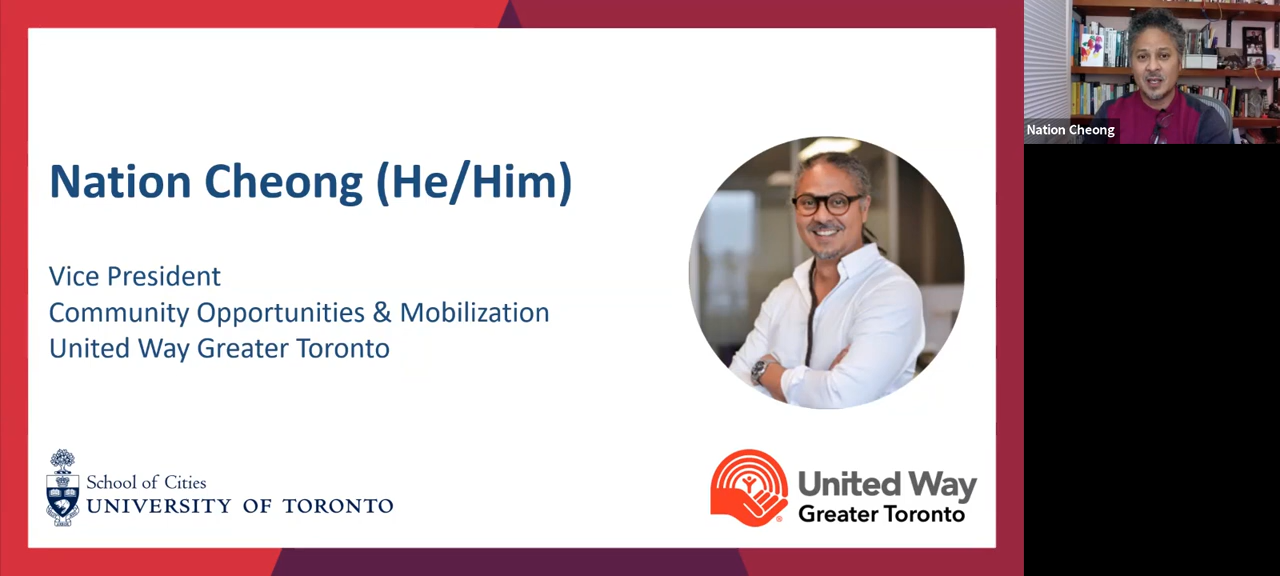 Nation Cheong (He/Him)
Vice President
Community Opportunities & Mobilization
United Way Greater Toronto
School of Cities
UNIVERSITY OF TORONTO
United Way
Greater Toronto
®
Nation Cheong